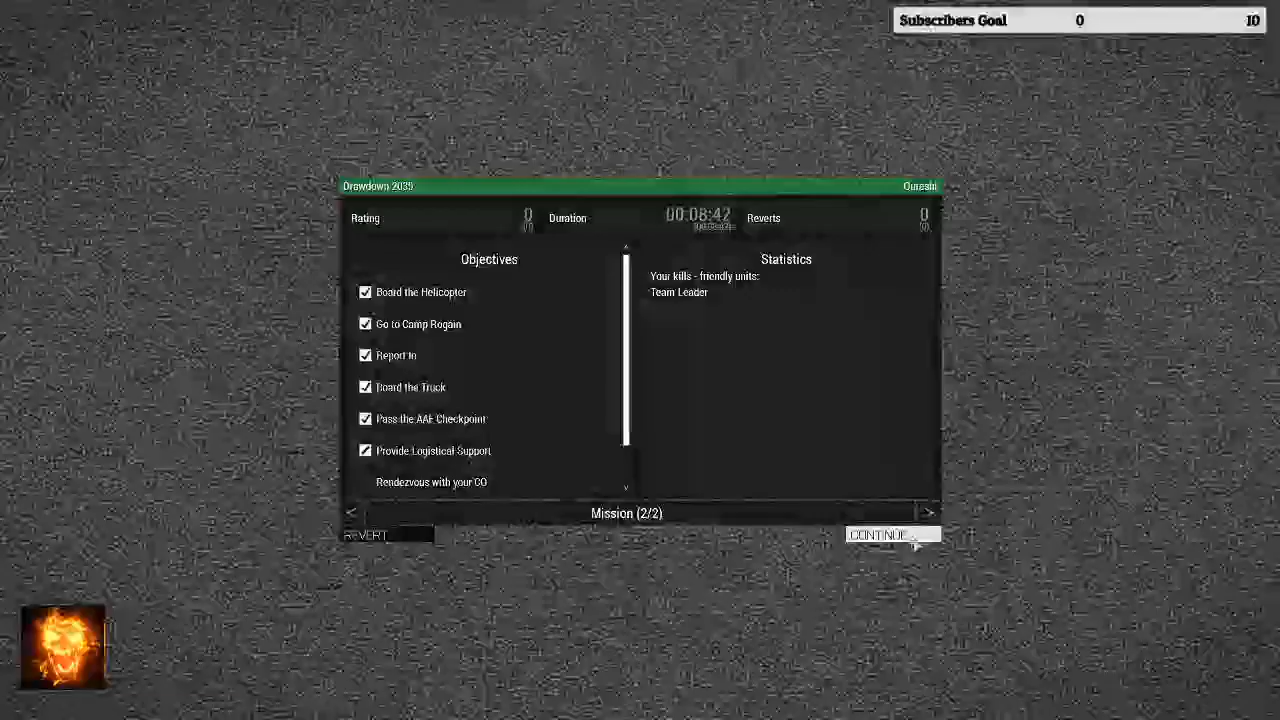 Subscribers Goal 0 10
Drawdown 2035 Qurashi
Rating 0 Duration 00:08:42 Reverts 0
Objectives Statistics
Your kills - friendly units:
Board the Helicopter Team Leader
Go to Camp Rogain
Report In
Board the Truck
Pass the AAF Checkpoint
Provide Logistical Support
Rendezvous with your CO
< Mission (2/2) >
REVERT CONTINUE